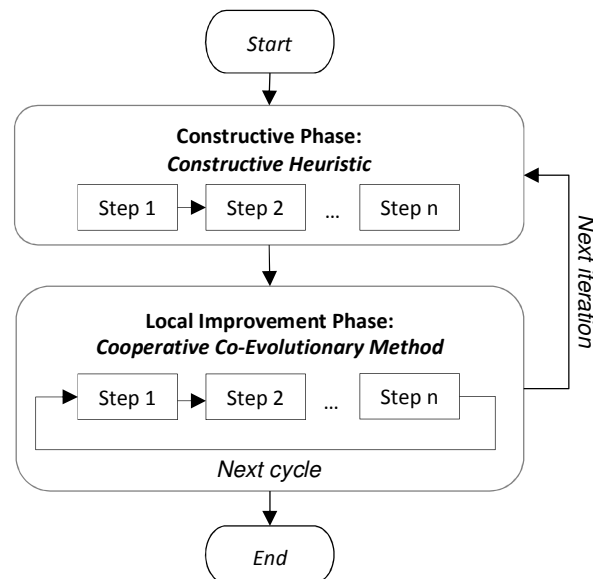 Start
Constructive Phase:
Constructive Heuristic
Step 1 Step 2 ... Step n
Next iteration
Local Improvement Phase:
Cooperative Co-Evolutionary Method
Step 1 Step 2 ... Step n
Next cycle
End